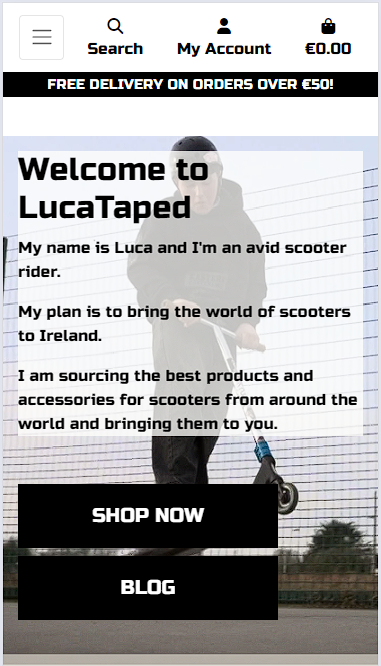 Search
My Account
€0.00
FREE DELIVERY ON ORDERS OVER €50!
Welcome to
LucaTaped
My name is Luca and I'm an avid scooter
rider.
My plan is to bring the world of scooters
to Ireland.
I am sourcing the best products and
accessories for scooters from around the
world and bringing them to you.
SHOP NOW
BLOG